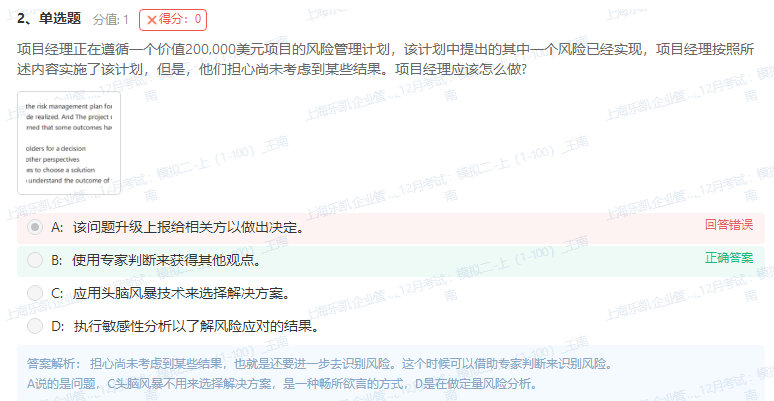 2、单选题 分值: 1 ✕得分：0
项目经理正在遵循一个价值200,000美元项目的风险管理计划，该计划中提出的其中一个风险已经实现，项目经理按照所
述内容实施了该计划，但是，他们担心尚未考虑到某些结果。项目经理应该怎么做?
the risk management plan for
de realized. And The project
med that some outcomes ha
olders for a decision
other perspectives
es to choose a solution
understand the outcome of
A: 该问题升级上报给相关方以做出决定。 回答错误
B: 使用专家判断来获得其他观点。 正确答案
C: 应用头脑风暴技术来选择解决方案。
D: 执行敏感性分析以了解风险应对的结果。
答案解析： 担心尚未考虑到某些结果，也就是还要进一步去识别风险。这个时候可以借助专家判断来识别风险。
A说的是问题，C头脑风暴不用来选择解决方案，是一种畅所欲言的方式，D是在做定量风险分析。
上海乐凯企业管..._12月考试：模拟二-上（1-100）_王南